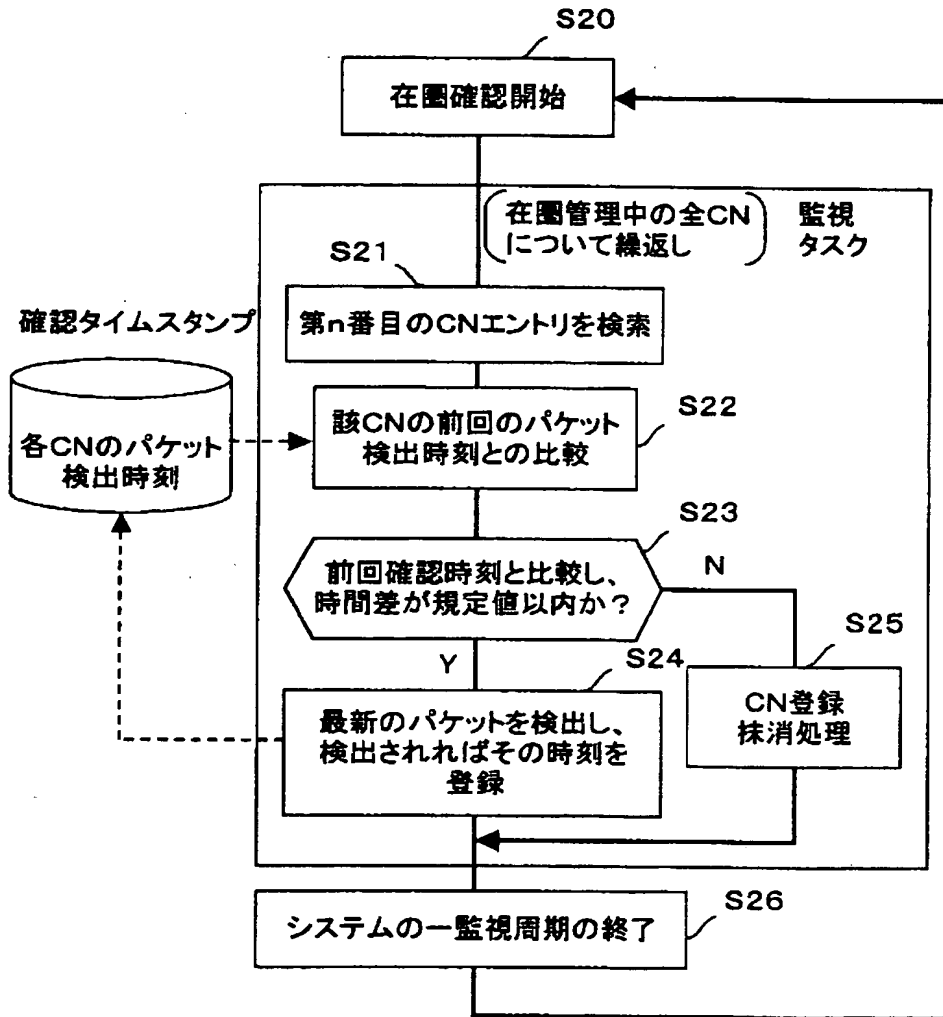 S20
在圏確認開始
在圏管理中の全CN
について繰返し
監視
タスク
S21
第n番目のCNエントリを検索
確認タイムスタンプ
各CNのパケット
検出時刻
S22
該CNの前回のパケット
検出時刻との比較
S23
前回確認時刻と比較し、
時間差が規定値以内か?
N
Y
S24
最新のパケットを検出し、
検出されればその時刻を
登録
S25
CN登録
抹消処理
S26
システムの一監視周期の終了